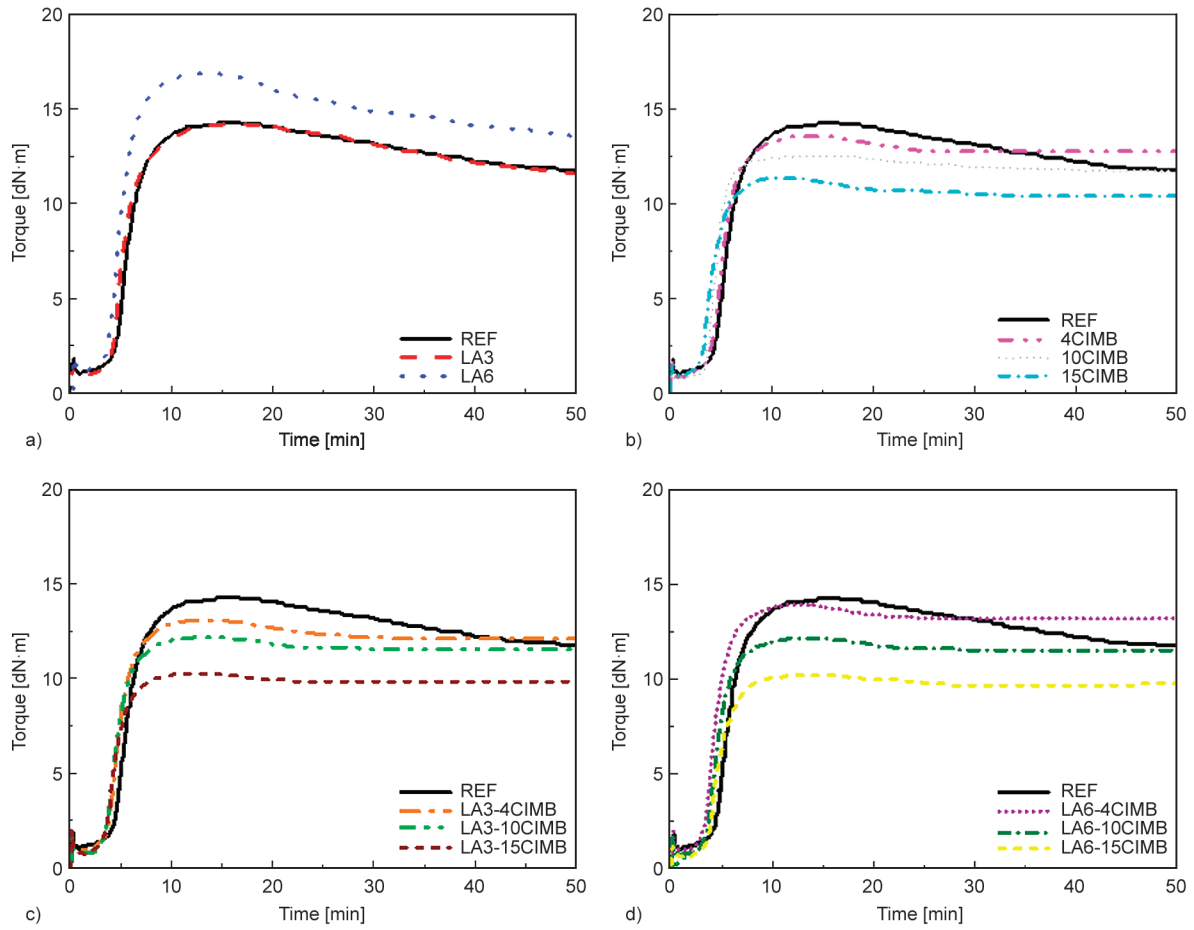 20
15
10
5
0
Torque [dN·m]
REF
LA3
LA6
0 10 20 30 40 50
Time [min]
a)
20
15
10
5
0
Torque [dN·m]
REF
4CIMB
10CIMB
15CIMB
0 10 20 30 40 50
Time [min]
b)
20
15
10
5
0
Torque [dN·m]
REF
LA3-4CIMB
LA3-10CIMB
LA3-15CIMB
0 10 20 30 40 50
Time [min]
c)
20
15
10
5
0
Torque [dN·m]
REF
LA6-4CIMB
LA6-10CIMB
LA6-15CIMB
0 10 20 30 40 50
Time [min]
d)